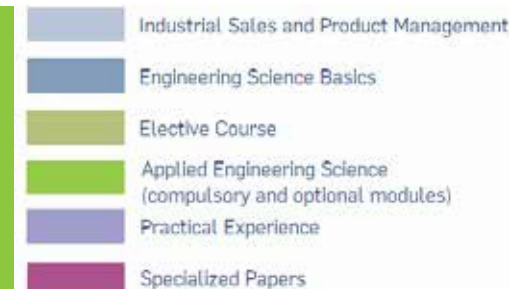 Industrial Sales and Product Management
Engineering Science Basics
Elective Course
Applied Engineering Science
(compulsory and optional modules)
Practical Experience
Specialized Papers